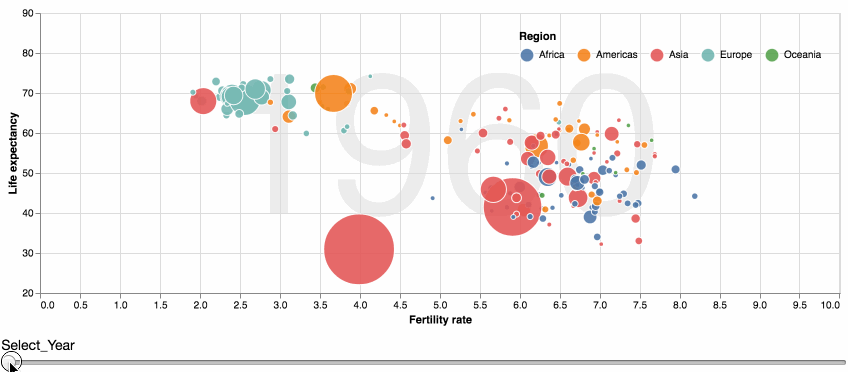 90
Region
Africa Americas Asia Europe Oceania
80
70
60
50
40
30
20
1960
Life expectancy
0.0 0.5 1.0 1.5 2.0 2.5 3.0 3.5 4.0 4.5 5.0 5.5 6.0 6.5 7.0 7.5 8.0 8.5 9.0 9.5 10.0
Fertility rate
Select_Year